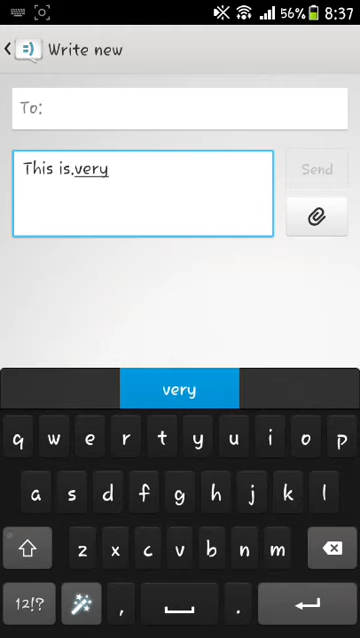 56% 8:37
Write new
To:
This is.very
Send
very
q w e r t y u i o p
a s d f g h j k l
z x c v b n m
12!? , .